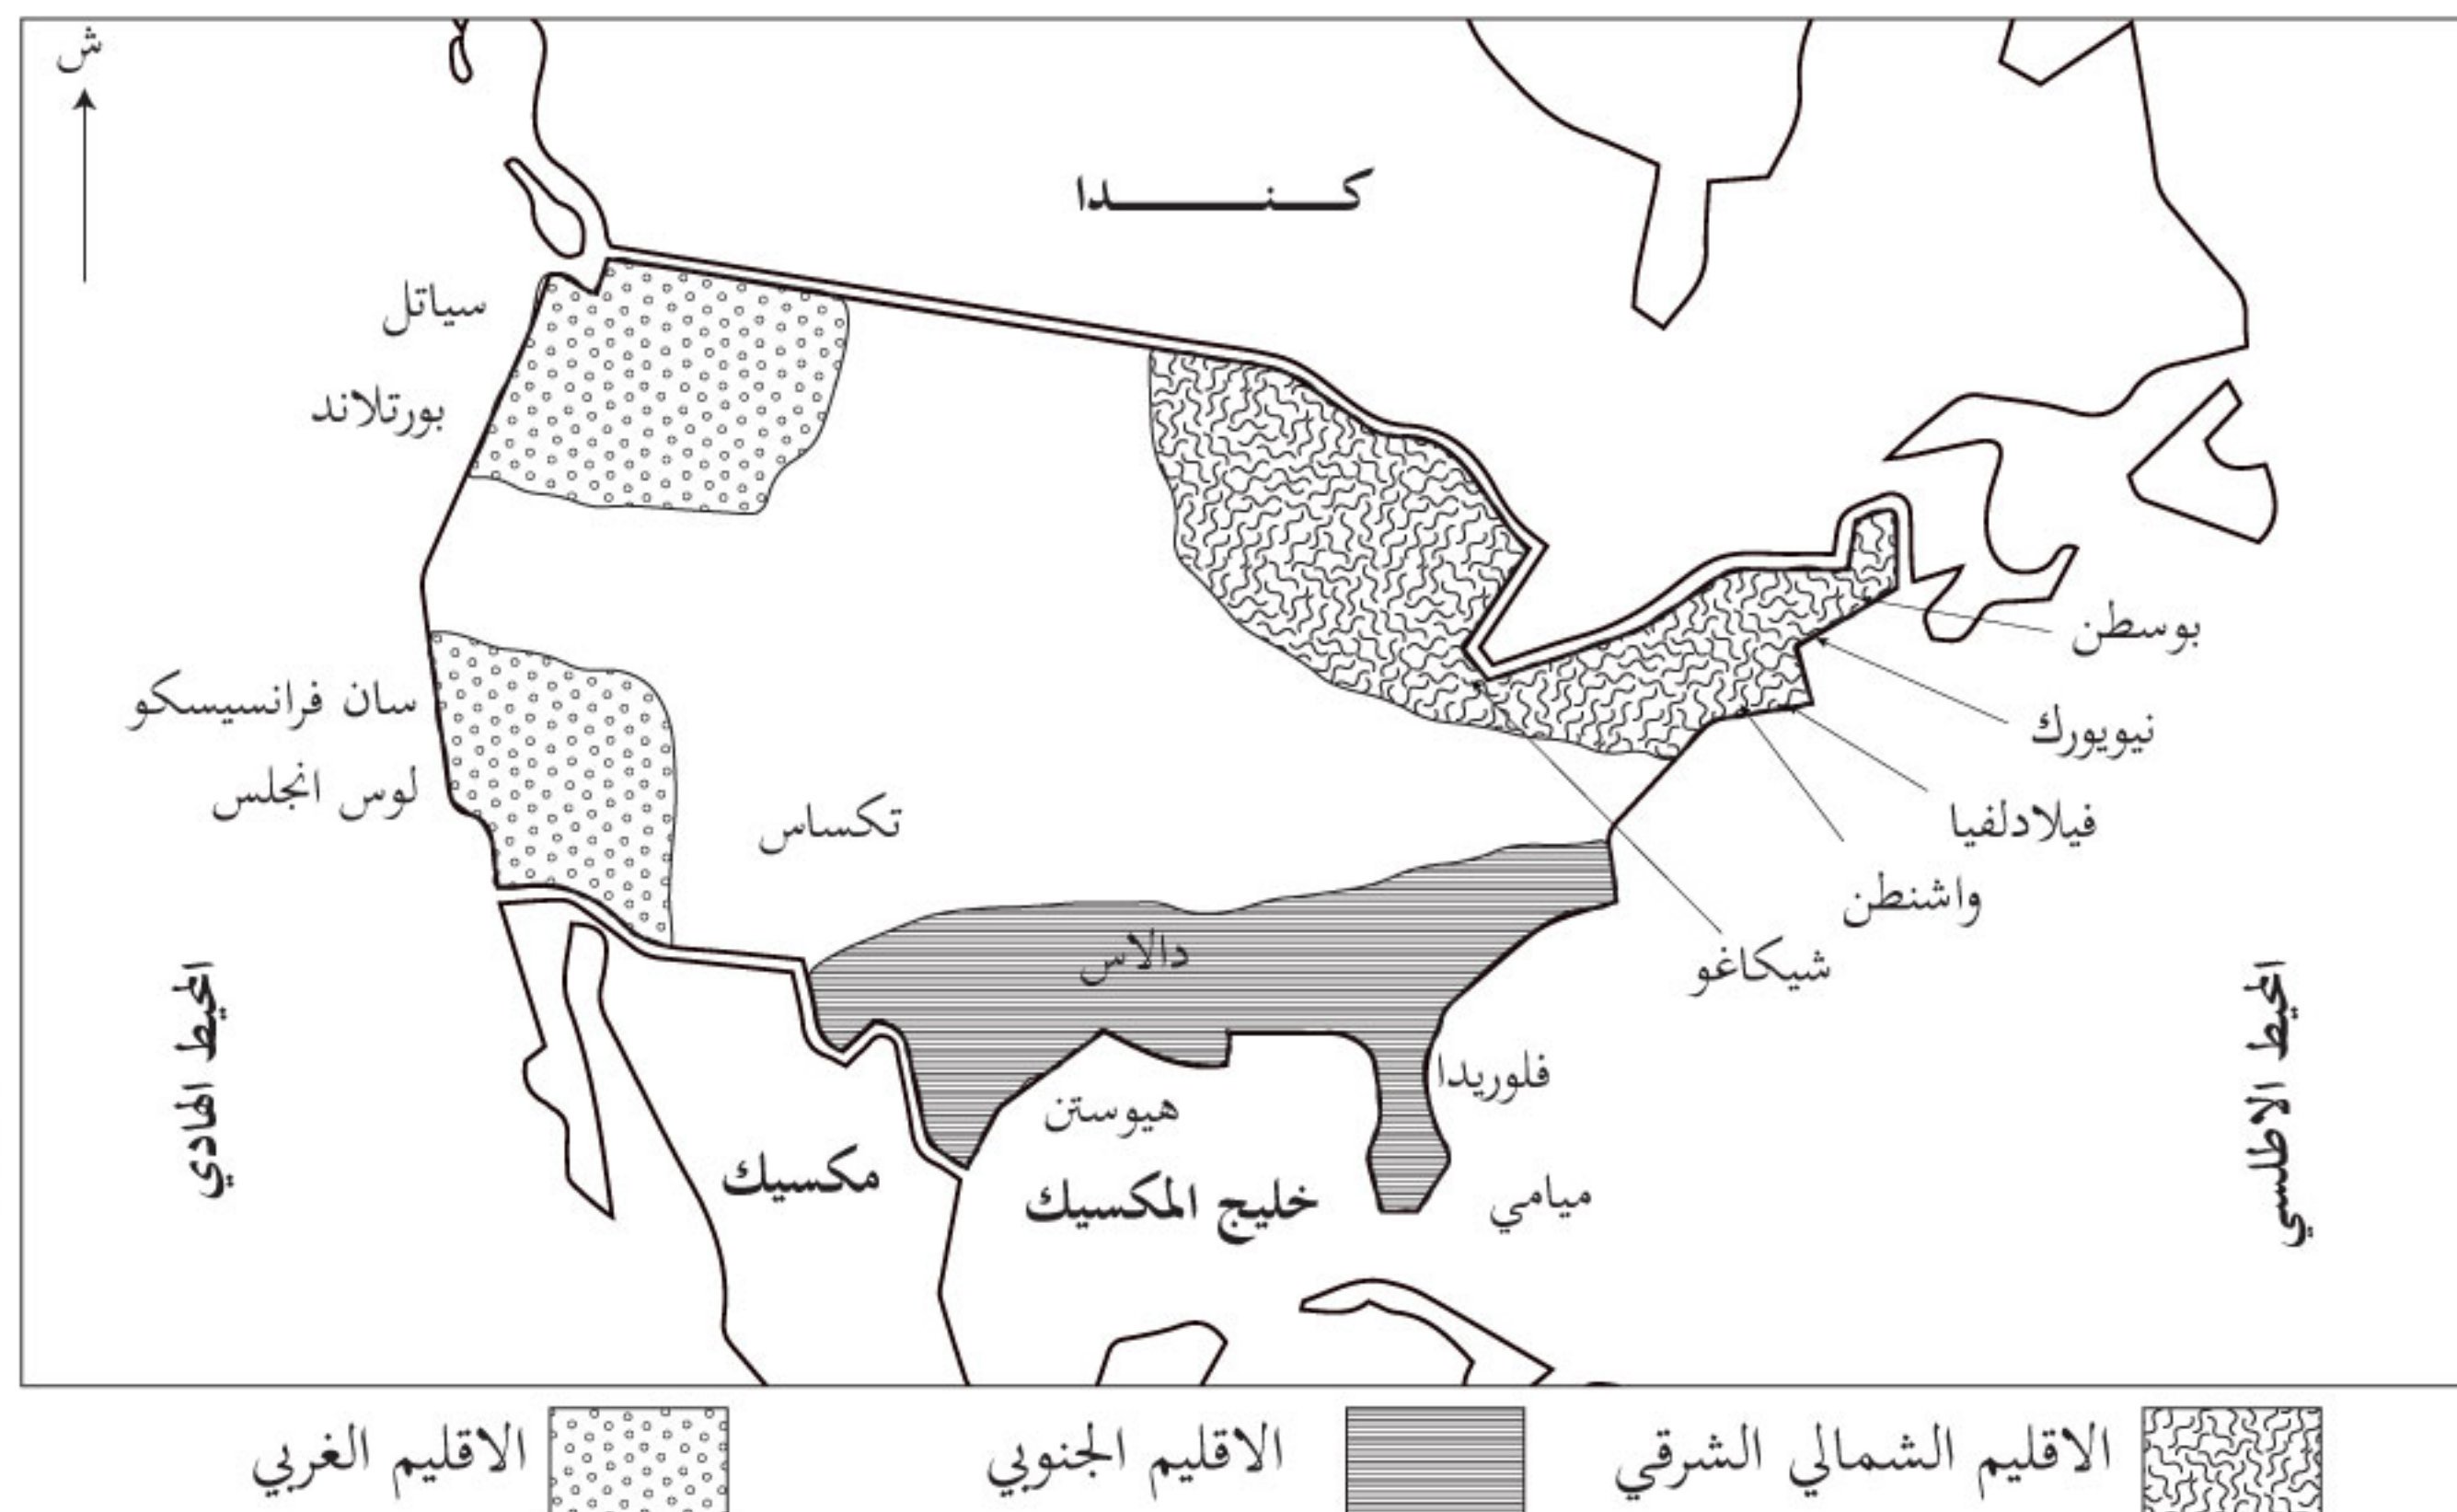 ش
كنـدا
سياتل
بورتلاند
بوسطن
سان فرانسيسكو
نيويورك
لوس انجلس
تكساس
فيلادلفيا
واشنطن
دالاس
شيكاغو
المحيط الهادي
المحيط الاطلسي
فلوريدا
هيوستن
مكسيك
خليج المكسيك
ميامي
الاقليم الشمالي الشرقي
الاقليم الجنوبي
الاقليم الغربي